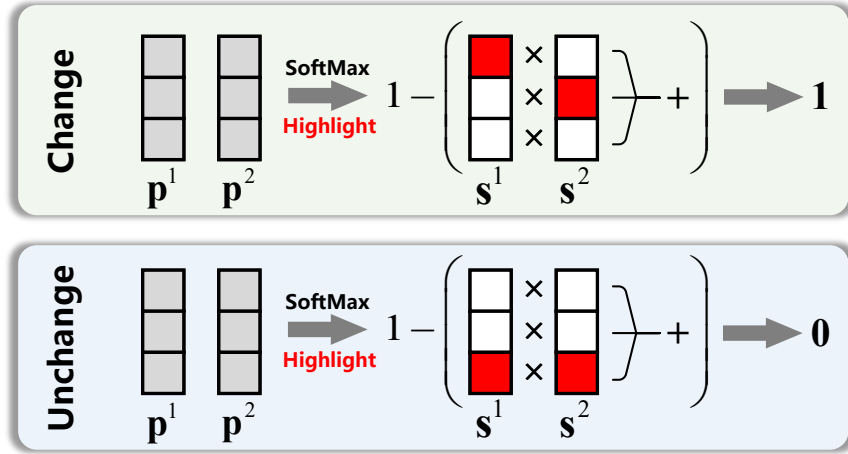 Change
SoftMax
Highlight
1 − ( × × × + ) 1
p¹ p² s¹ s²
Unchange
SoftMax
Highlight
1 − ( × × × + ) 0
p¹ p² s¹ s²